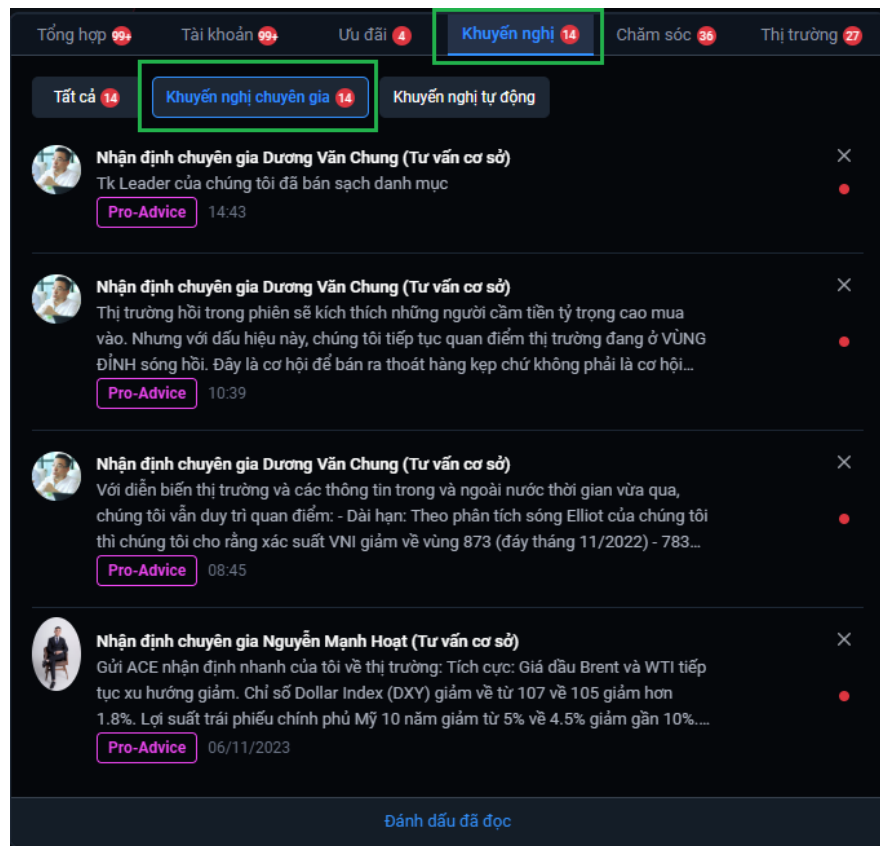 Tổng hợp 99+ Tài khoản 99+ Ưu đãi 4 Khuyến nghị 14 Chăm sóc 36 Thị trường 27
Tất cả 14 Khuyến nghị chuyên gia 14 Khuyến nghị tự động
Nhận định chuyên gia Dương Văn Chung (Tư vấn cơ sở)
Tk Leader của chúng tôi đã bán sạch danh mục
Pro-Advice 14:43
Nhận định chuyên gia Dương Văn Chung (Tư vấn cơ sở)
Thị trường hồi trong phiên sẽ kích thích những người cầm tiền tỷ trọng cao mua
vào. Nhưng với dấu hiệu này, chúng tôi tiếp tục quan điểm thị trường đang ở VÙNG
ĐỈNH sóng hồi. Đây là cơ hội để bán ra thoát hàng kẹp chứ không phải là cơ hội...
Pro-Advice 10:39
Nhận định chuyên gia Dương Văn Chung (Tư vấn cơ sở)
Với diễn biến thị trường và các thông tin trong và ngoài nước thời gian vừa qua,
chúng tôi vẫn duy trì quan điểm: - Dài hạn: Theo phân tích sóng Elliot của chúng tôi
thì chúng tôi cho rằng xác suất VNI giảm về vùng 873 (đáy tháng 11/2022) - 783...
Pro-Advice 08:45
Nhận định chuyên gia Nguyễn Mạnh Hoạt (Tư vấn cơ sở)
Gửi ACE nhận định nhanh của tôi về thị trường: Tích cực: Giá dầu Brent và WTI tiếp
tục xu hướng giảm. Chỉ số Dollar Index (DXY) giảm về từ 107 về 105 giảm hơn
1.8%. Lợi suất trái phiếu chính phủ Mỹ 10 năm giảm từ 5% về 4.5% giảm gần 10%....
Pro-Advice 06/11/2023
Đánh dấu đã đọc